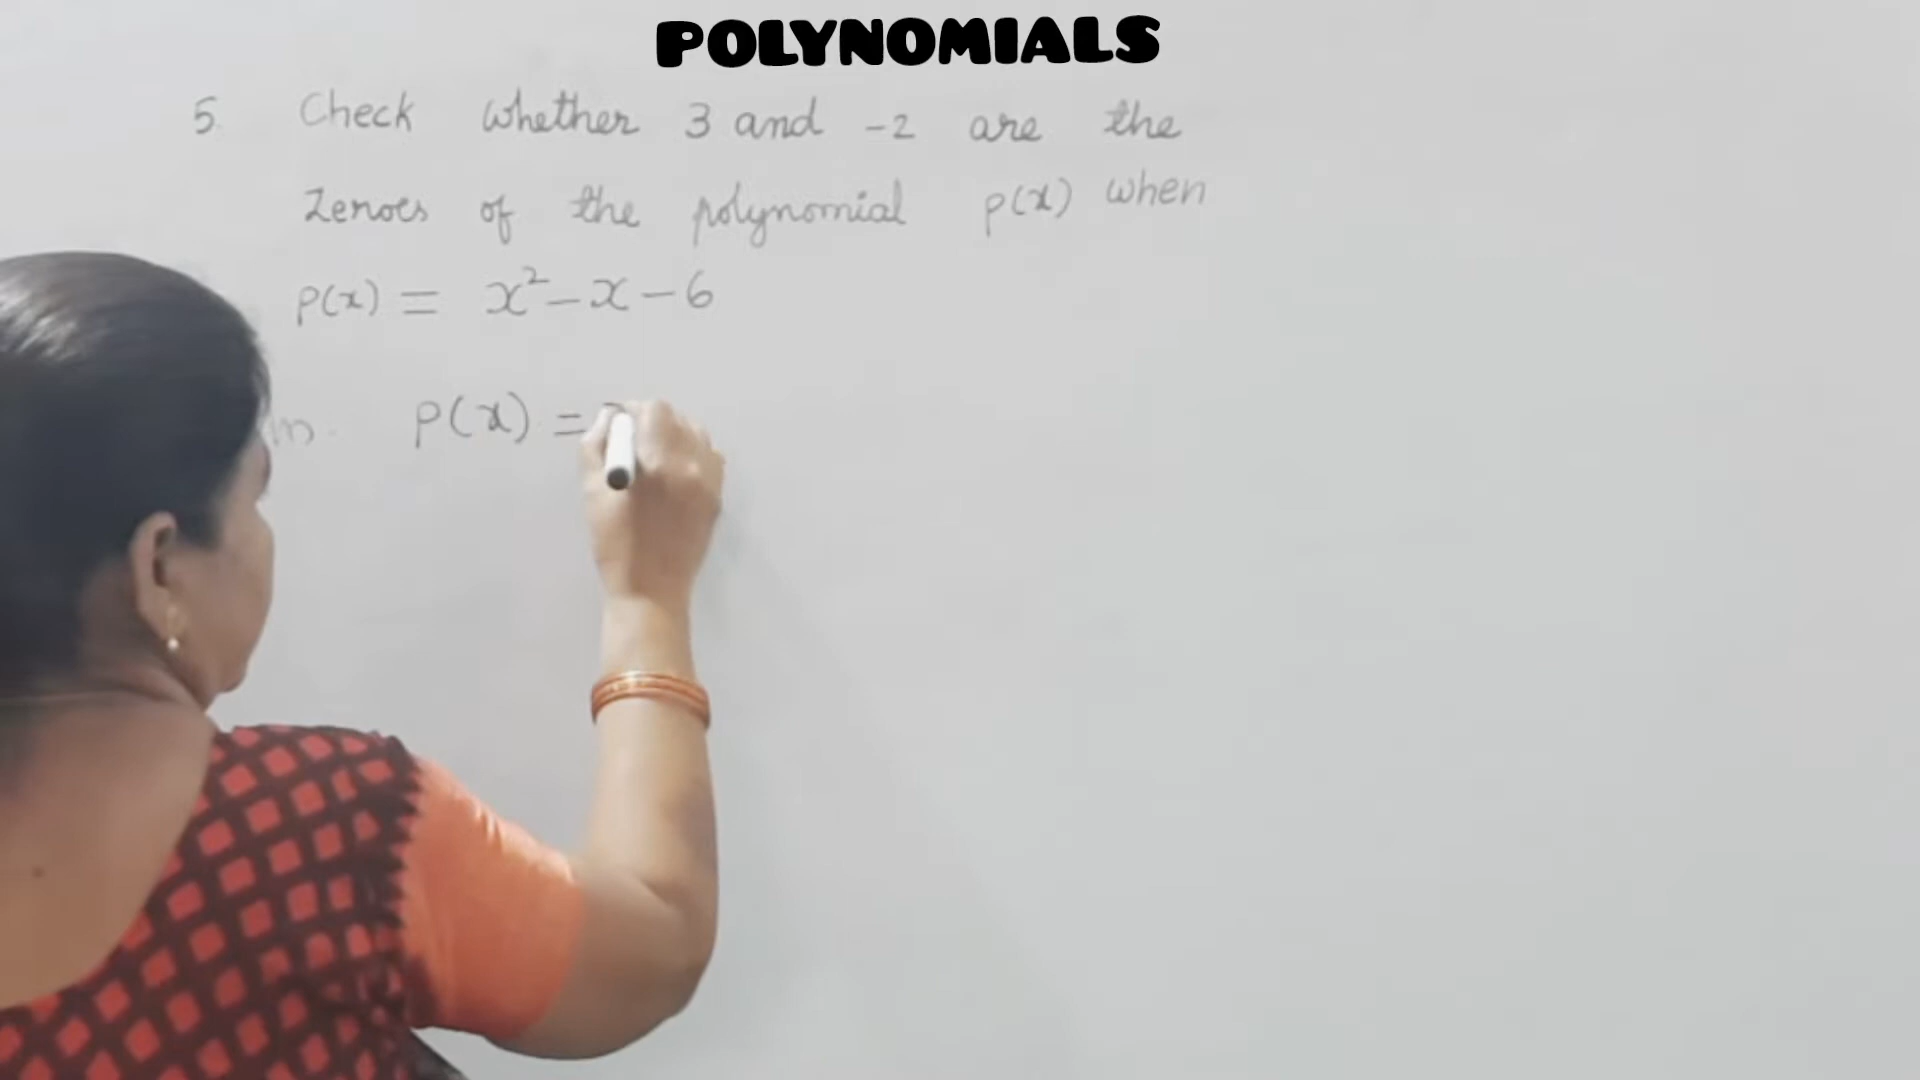 POLYNOMIALS
5. Check whether 3 and -2 are the
Zeroes of the polynomial p(x) when
P(x) = x² - x - 6
P(x) =